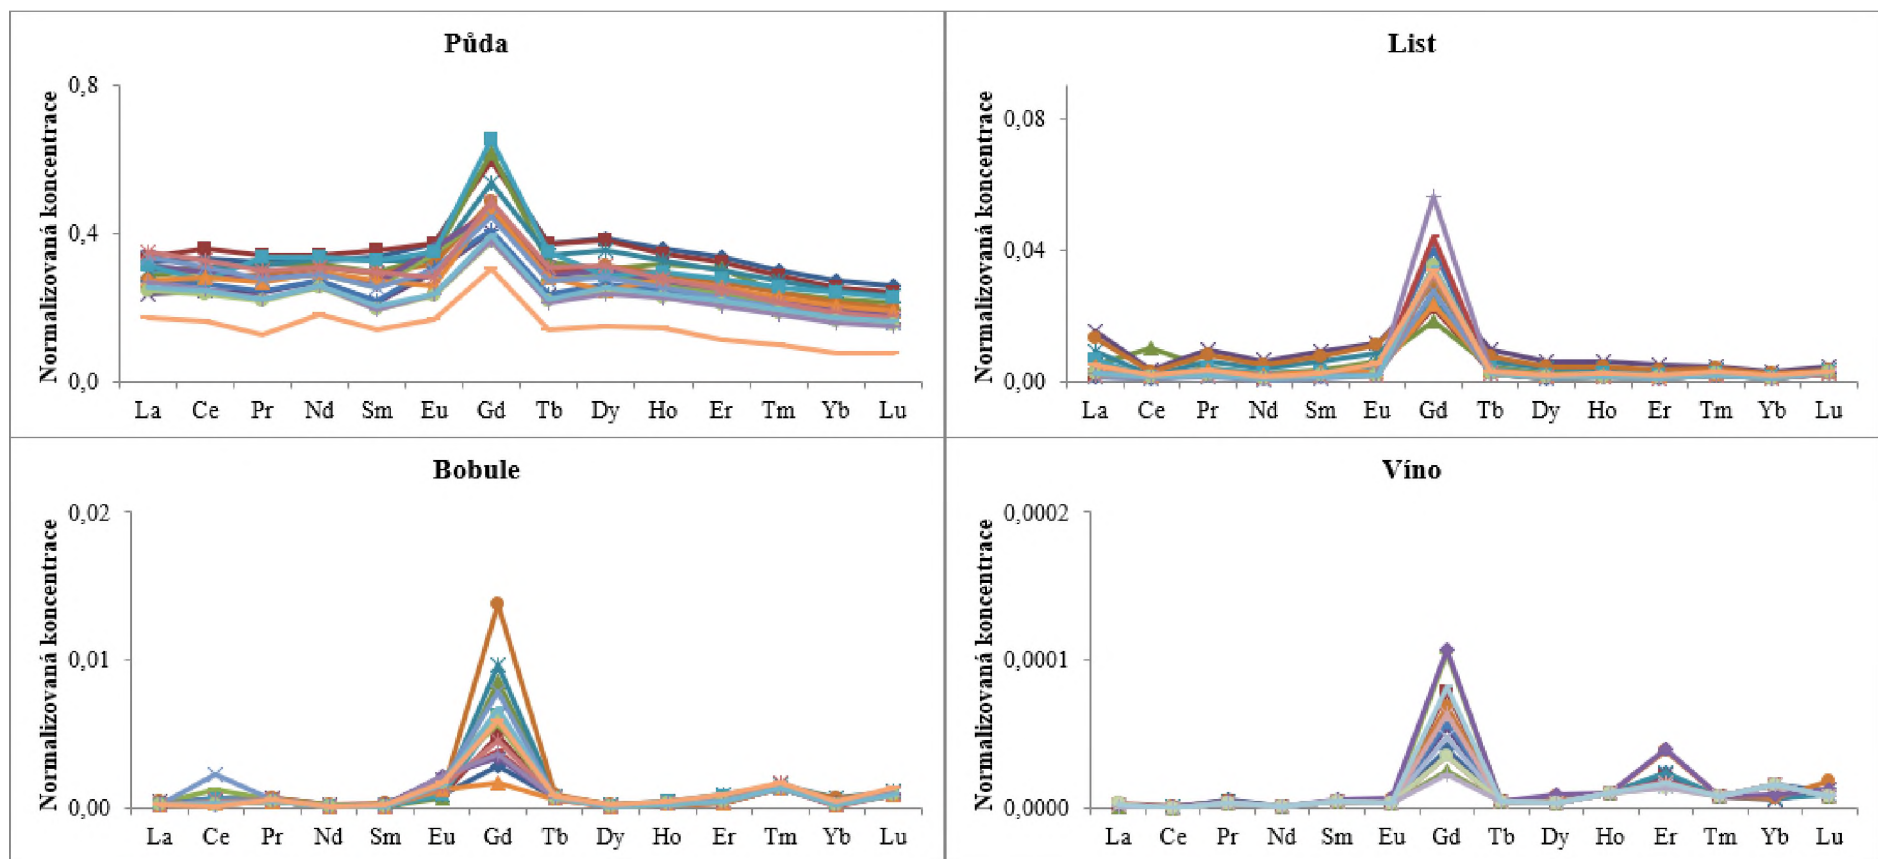 Půda
Normalizovaná koncentrace
0,8
0,4
0,0
La Ce Pr Nd Sm Eu Gd Tb Dy Ho Er Tm Yb Lu
List
Normalizovaná koncentrace
0,08
0,04
0,00
La Ce Pr Nd Sm Eu Gd Tb Dy Ho Er Tm Yb Lu
Bobule
Normalizovaná koncentrace
0,02
0,01
0,00
La Ce Pr Nd Sm Eu Gd Tb Dy Ho Er Tm Yb Lu
Víno
Normalizovaná koncentrace
0,0002
0,0001
0,0000
La Ce Pr Nd Sm Eu Gd Tb Dy Ho Er Tm Yb Lu